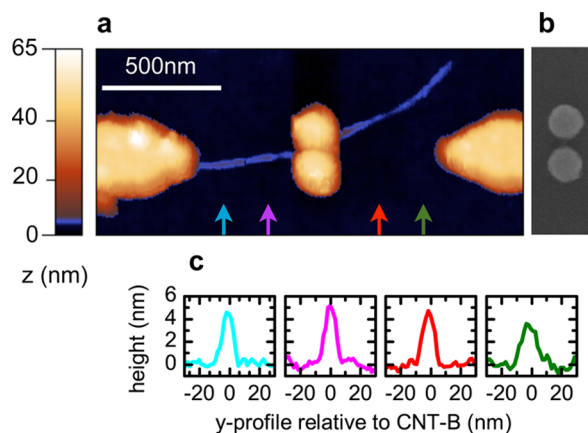 a
b
65
500nm
40
20
0
z (nm)
c
height (nm)
6
4
2
0
-20 0 20 -20 0 20 -20 0 20 -20 0 20
y-profile relative to CNT-B (nm)